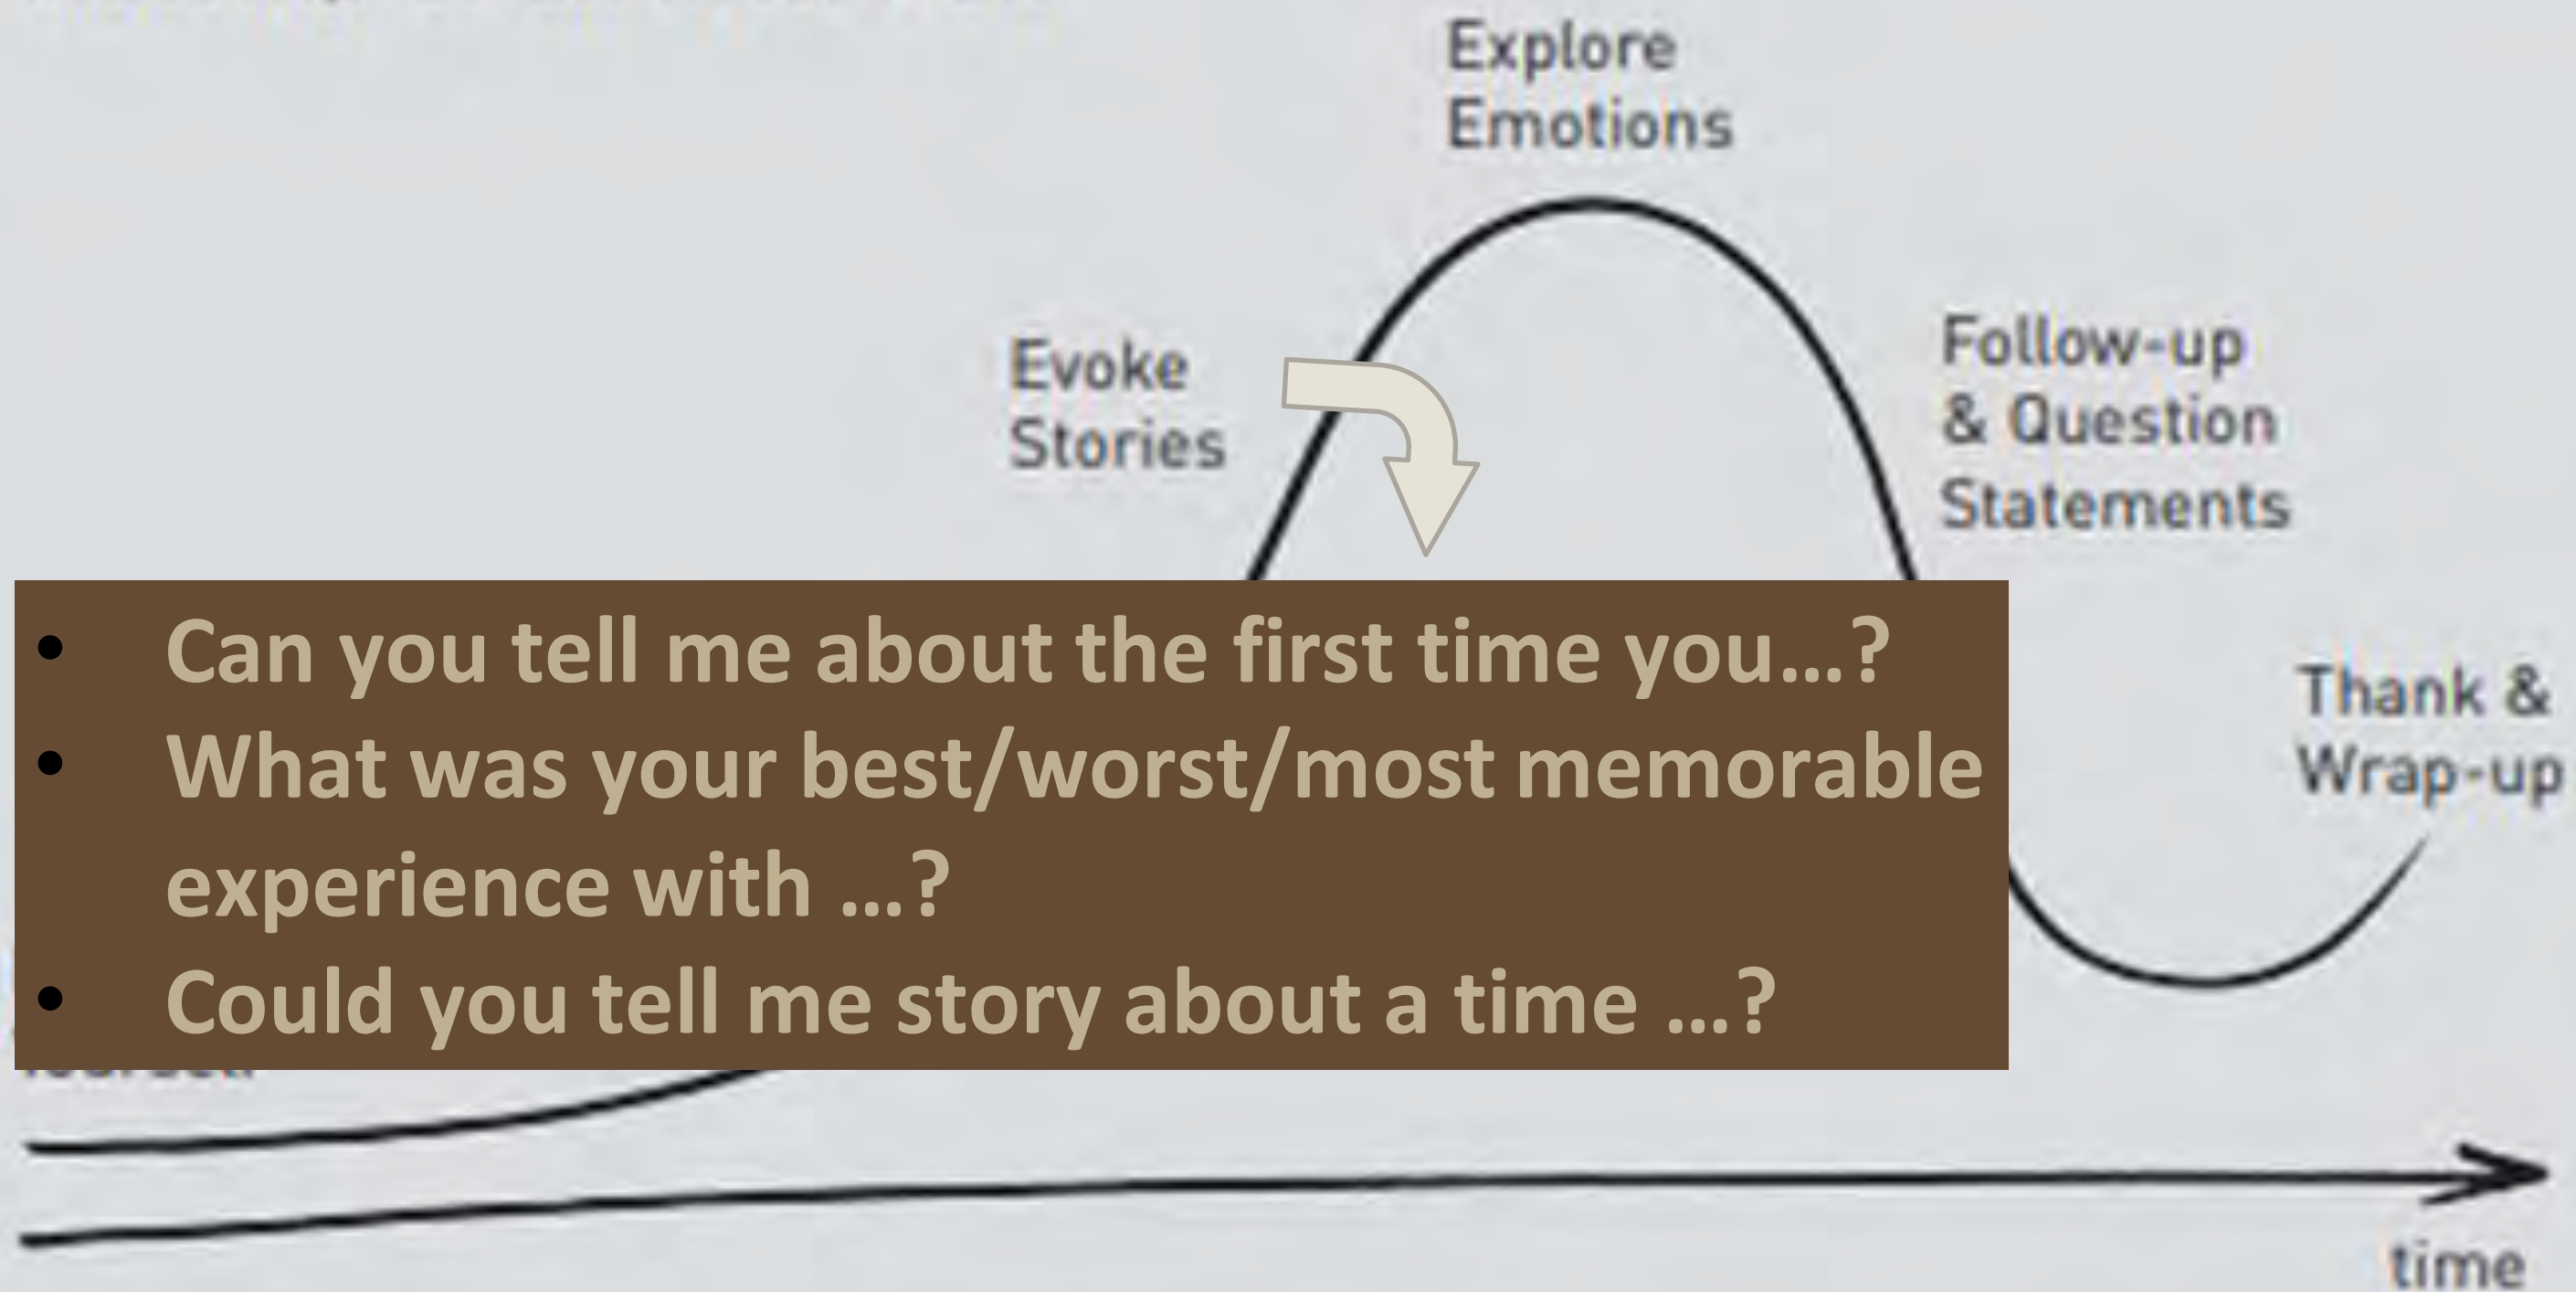 Explore
Emotions
Evoke
Stories
Follow-up
& Question
Statements
• Can you tell me about the first time you...?
• What was your best/worst/most memorable
experience with ...?
• Could you tell me story about a time ...?
Thank &
Wrap-up
time